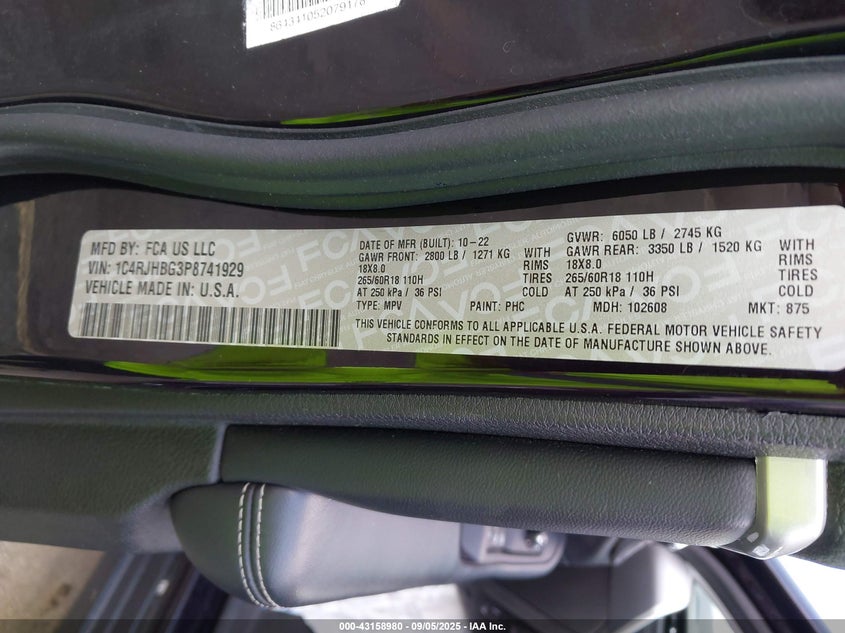 MFD BY: FCA US LLC
VIN: 1C4RJHBG3P8741929
VEHICLE MADE IN: U.S.A.
DATE OF MFR (BUILT): 10-22
GVWR: 6050 LB / 2745 KG
GAWR FRONT: 2800 LB / 1271 KG WITH
GAWR REAR: 3350 LB / 1520 KG WITH
18X8.0 RIMS
18X8.0 RIMS
265/60R18 110H TIRES
265/60R18 110H TIRES
AT 250 kPa / 36 PSI COLD
AT 250 kPa / 36 PSI COLD
TYPE: MPV PAINT: PHC MDH: 102608 MKT: 875
THIS VEHICLE CONFORMS TO ALL APPLICABLE U.S.A. FEDERAL MOTOR VEHICLE SAFETY
STANDARDS IN EFFECT ON THE DATE OF MANUFACTURE SHOWN ABOVE.
000-43158980 - 09/05/2025 - IAA Inc.